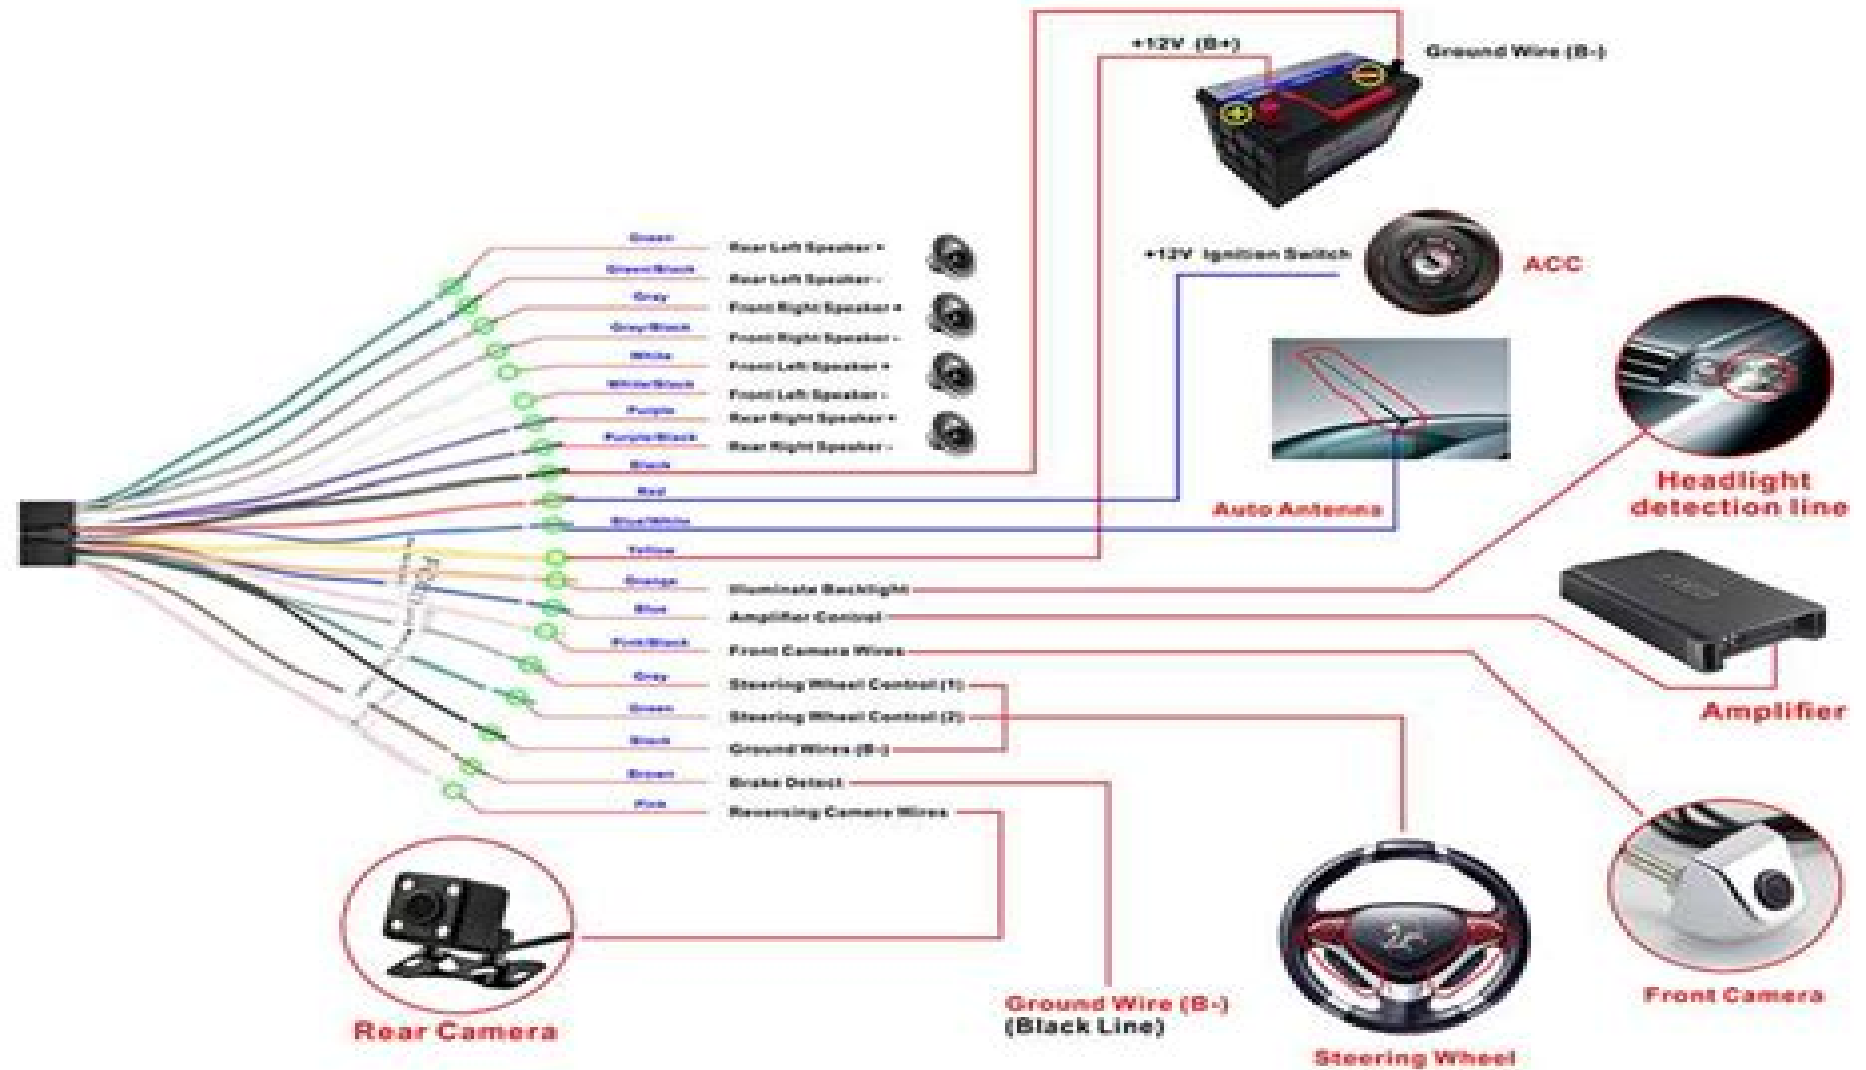 +12V (B+)
Ground Wire (B-)
+12V Ignition Switch
ACC
Green
Rear Left Speaker +
Green/Black
Rear Left Speaker -
Gray
Front Right Speaker +
Gray/Black
Front Right Speaker -
White
Front Left Speaker +
White/Black
Front Left Speaker -
Purple
Rear Right Speaker +
Purple/Black
Rear Right Speaker -
Black
Red
Auto Antenna
Headlight
detection line
Blue/White
Yellow
Orange
Illuminate Backlight
Blue
Amplifier Control
Pink/Black
Front Camera Wires
Gray
Steering Wheel Control (1)
Green
Steering Wheel Control (2)
Amplifier
Black
Ground Wires (B-)
Brown
Brake Detect
Pink
Reversing Camera Wires
Rear Camera
Ground Wire (B-)
(Black Line)
Front Camera
Steering Wheel